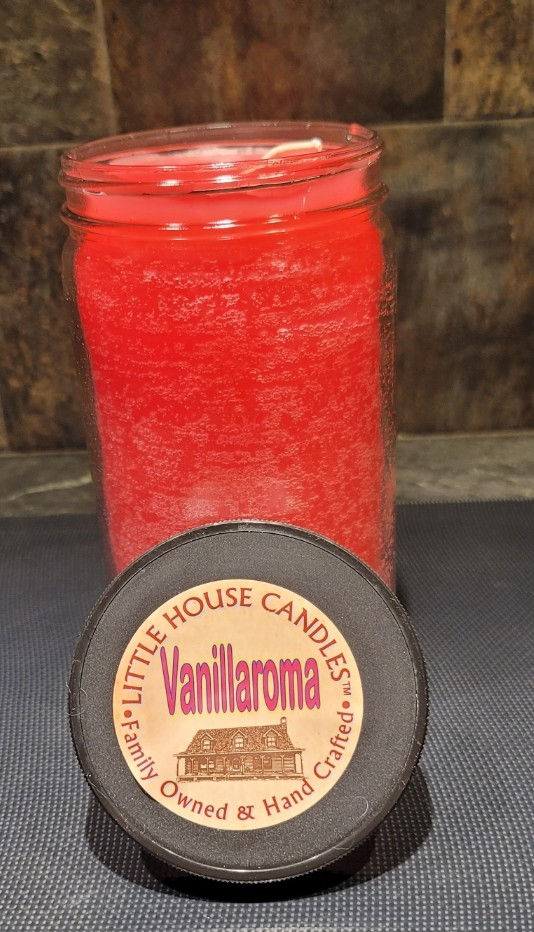 LITTLE HOUSE CANDLES™
Vanillaroma
• Family Owned & Hand Crafted •